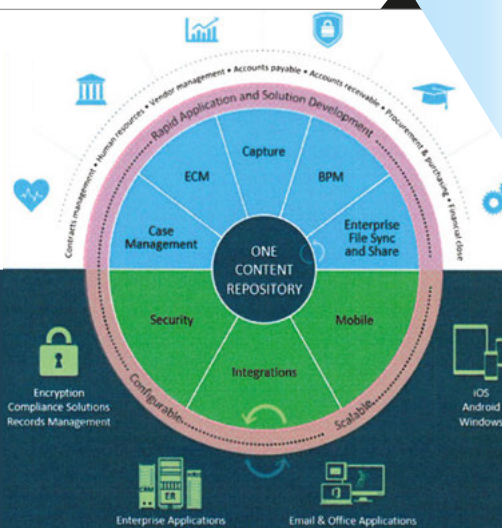 Contracts management • Human resources • Vendor management • Accounts payable • Accounts receivable • Procurement & purchasing • Financial close
Rapid Application and Solution Development
Capture
ECM
BPM
Case
Management
Enterprise
File Sync
and Share
ONE
CONTENT
REPOSITORY
Security
Mobile
Integrations
Configurable
Scalable
Encryption
Compliance Solutions
Records Management
iOS
Android
Windows
CRM
ER
Enterprise Applications
Email & Office Applications